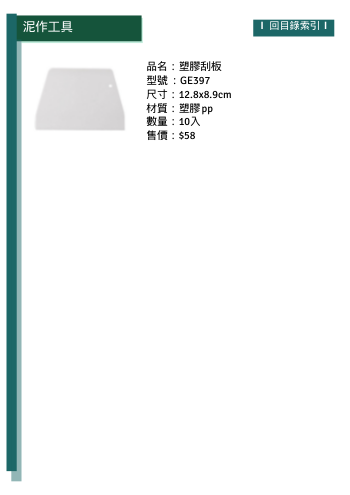 泥作工具
I 回目錄索引 I
品名：塑膠刮板
型號：GE397
尺寸：12.8x8.9cm
材質：塑膠pp
數量：10入
售價：$58